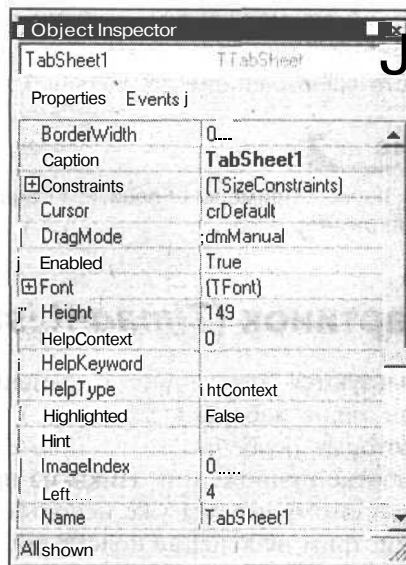 Object Inspector
TabSheet1 TTabSheet
Properties Events
BorderWidth 0
Caption TabSheet1
Constraints (TSizeConstraints)
Cursor crDefault
DragMode dmManual
Enabled True
Font (TFont)
Height 149
HelpContext 0
HelpKeyword
HelpType htContext
Highlighted False
Hint
ImageIndex 0
Left 4
Name TabSheet1
All shown